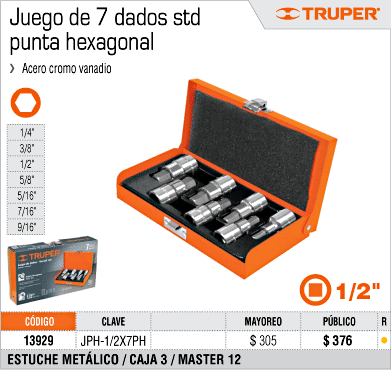 Juego de 7 dados std
punta hexagonal
TRUPER®
Acero cromo vanadio
1/4"
3/8"
1/2"
5/8"
5/16"
7/16"
9/16"
TRUPER
1/2"
CÓDIGO CLAVE MAYOREO PÚBLICO R
13929 JPH-1/2X7PH $ 305 $ 376
ESTUCHE METÁLICO / CAJA 3 / MASTER 12